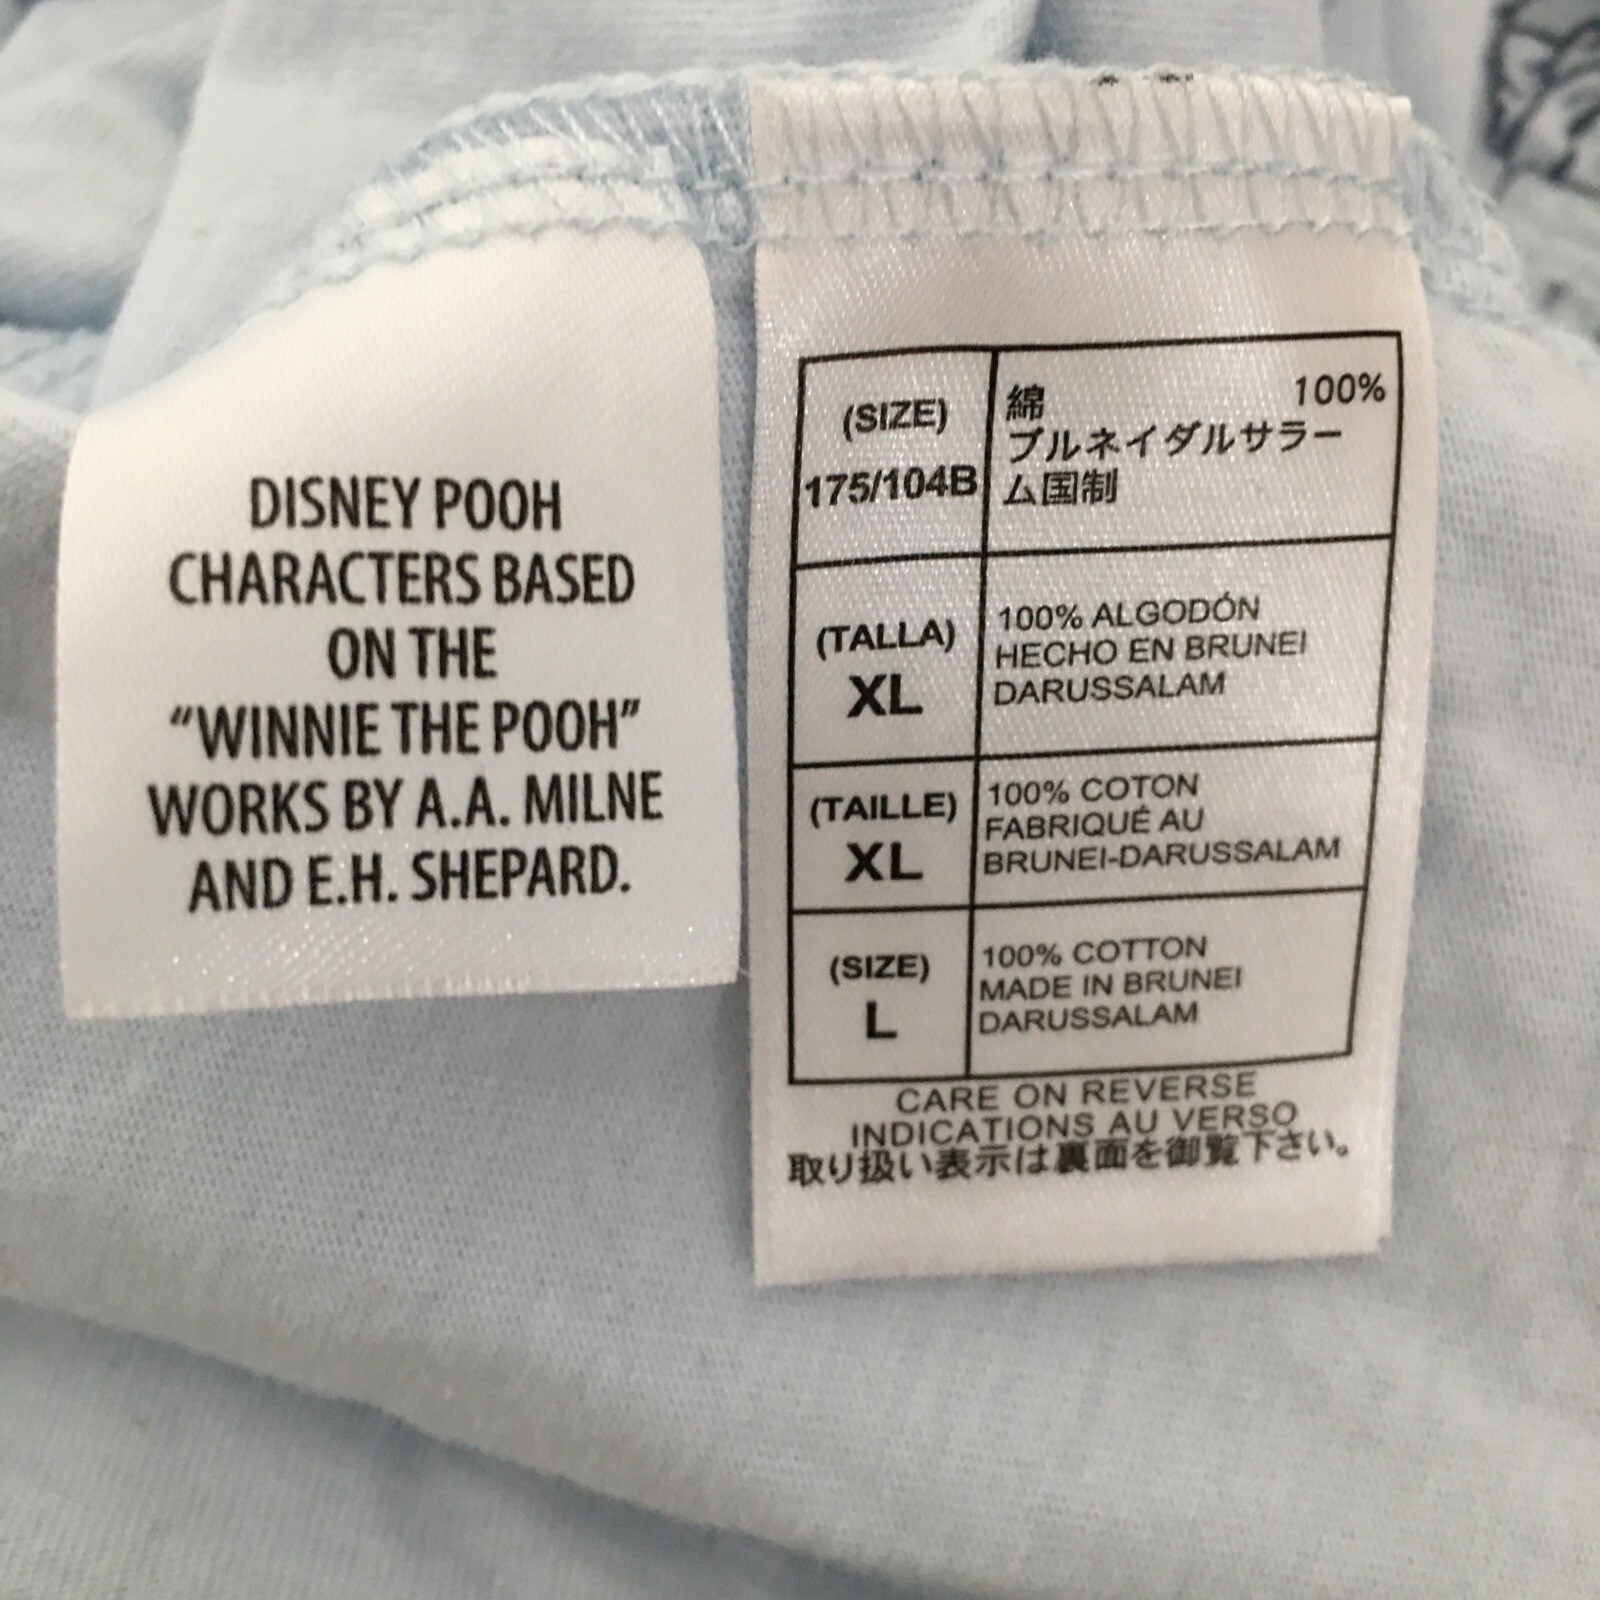 DISNEY POOH
CHARACTERS BASED
ON THE
“WINNIE THE POOH”
WORKS BY A.A. MILNE
AND E.H. SHEPARD.
(SIZE)
175/104B
綿 100%
ブルネイダルサラー
ム国制
(TALLA)
XL
100% ALGODÓN
HECHO EN BRUNEI
DARUSSALAM
(TAILLE)
XL
100% COTON
FABRIQUÉ AU
BRUNEI-DARUSSALAM
(SIZE)
L
100% COTTON
MADE IN BRUNEI
DARUSSALAM
CARE ON REVERSE
INDICATIONS AU VERSO
取り扱い表示は裏面を御覧下さい。